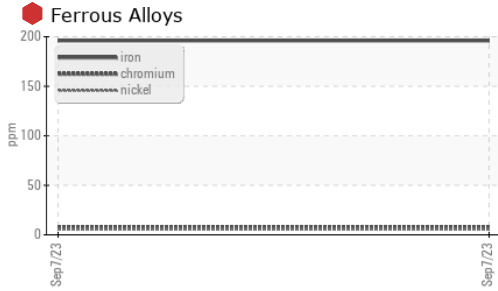 Ferrous Alloys
200
iron
chromium
150
nickel
ppm
100
50
0
Sep7/23
Sep7/23